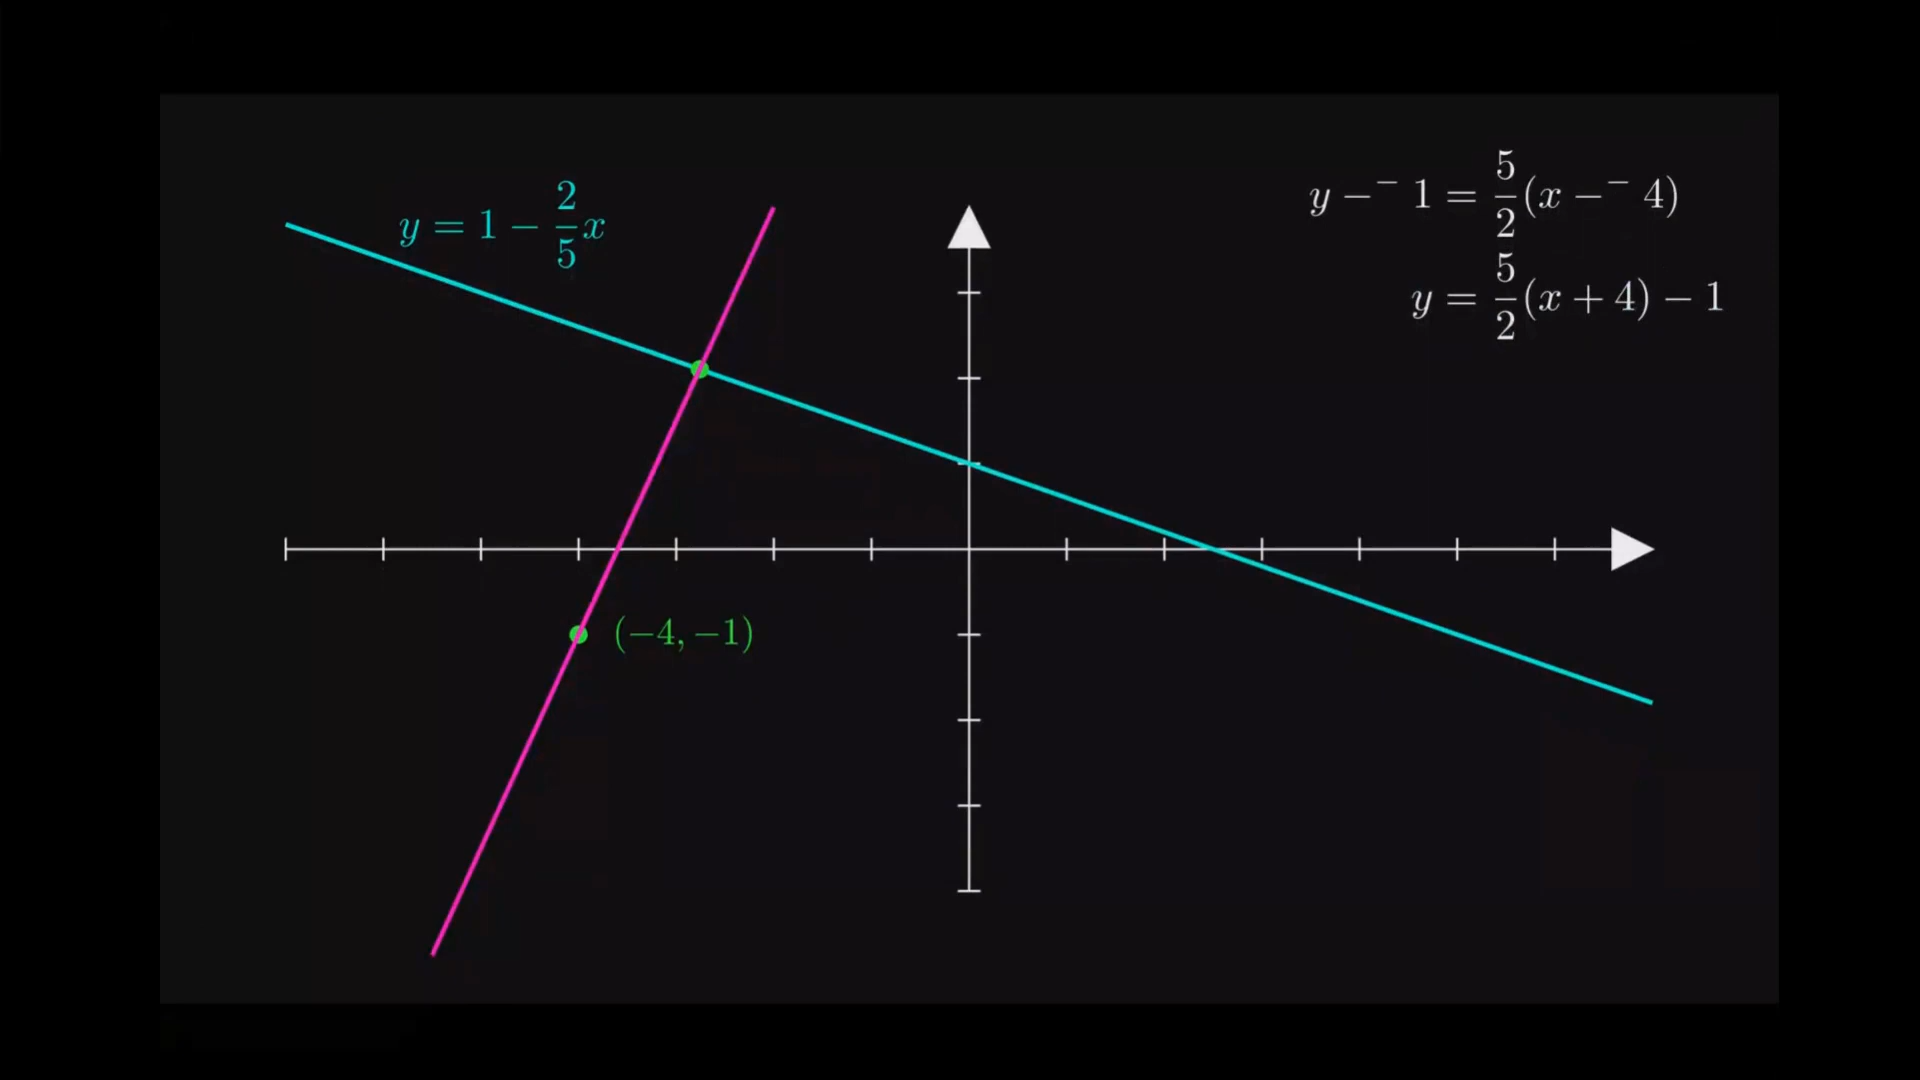 y = 1 − 2/5 x
y − ⁻1 = 5/2 (x − ⁻4)
y = 5/2 (x + 4) − 1
(−4, −1)